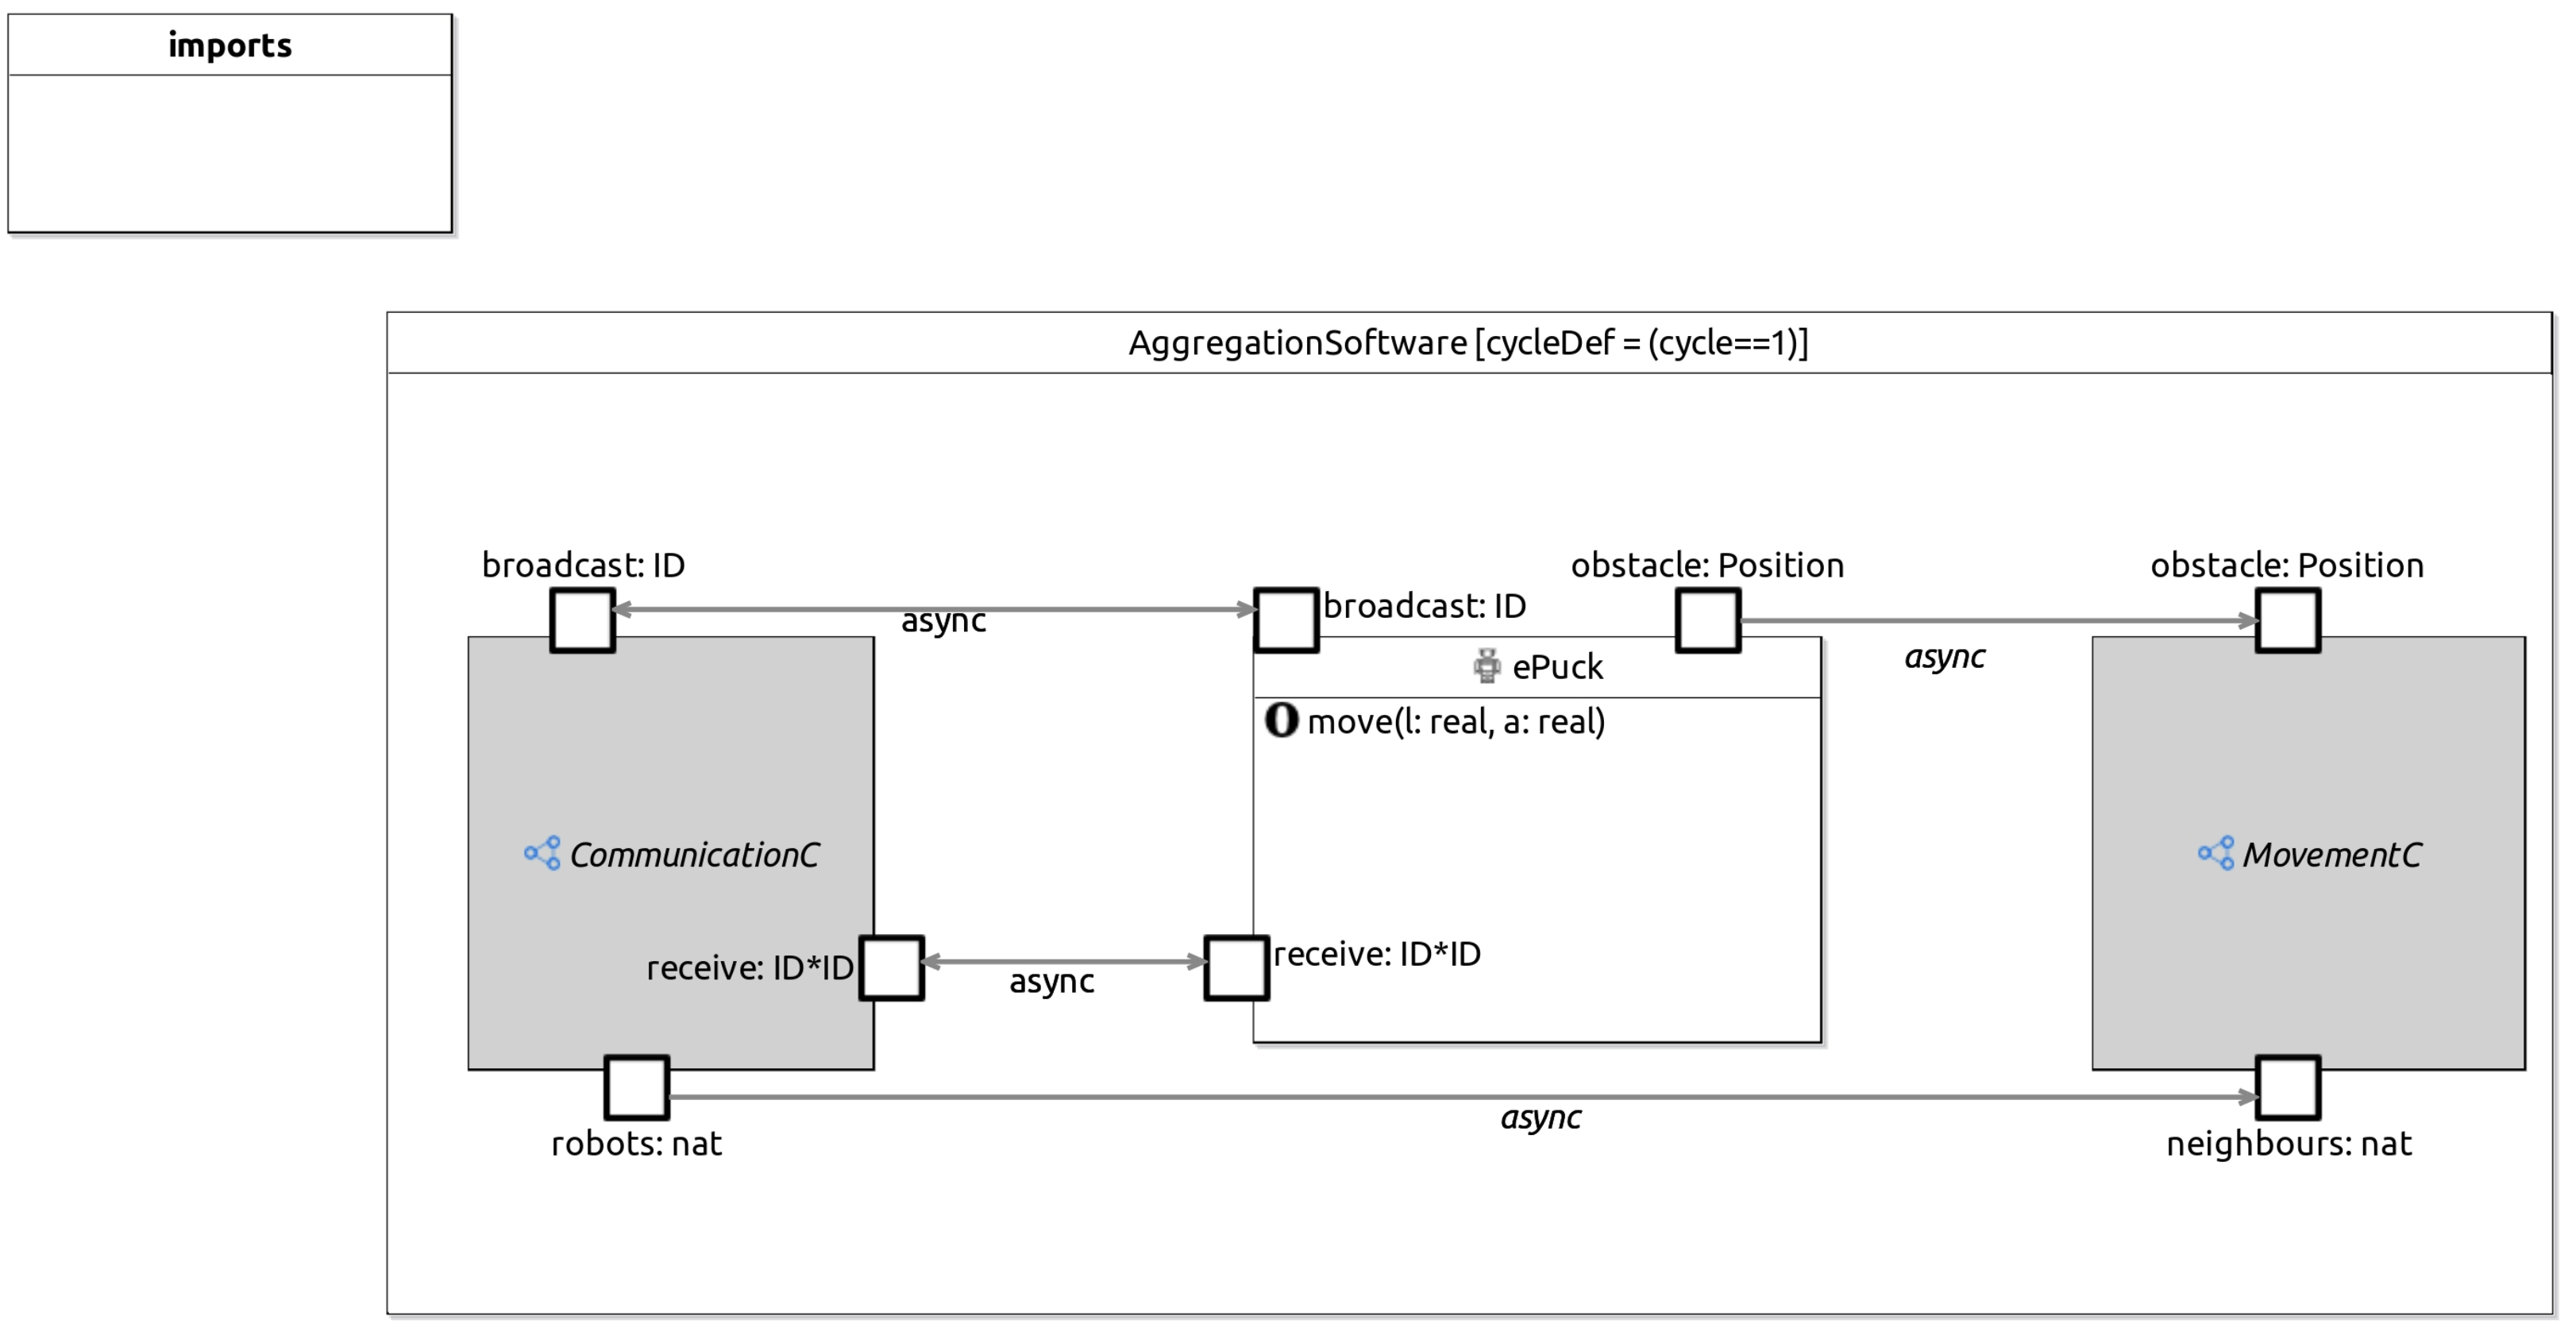 imports
AggregationSoftware [cycleDef = (cycle==1)]
broadcast: ID
obstacle: Position
obstacle: Position
async
broadcast: ID
async
ePuck
O move(l: real, a: real)
CommunicationC
MovementC
receive: ID*ID
async
receive: ID*ID
async
robots: nat
neighbours: nat